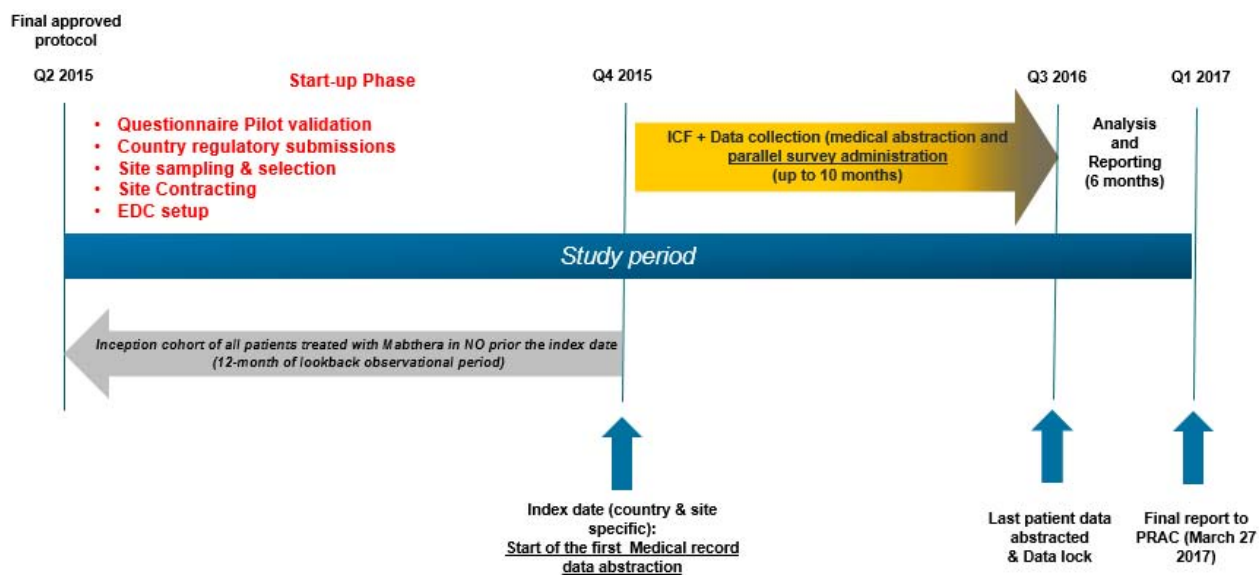 Final approved
protocol
Q2 2015
Start-up Phase
• Questionnaire Pilot validation
• Country regulatory submissions
• Site sampling & selection
• Site Contracting
• EDC setup
Q4 2015
ICF + Data collection (medical abstraction and
parallel survey administration
(up to 10 months)
Q3 2016
Analysis
and
Reporting
(6 months)
Q1 2017
Study period
Inception cohort of all patients treated with Mabthera in NO prior the index date
(12-month of lookback observational period)
Index date (country & site
specific):
Start of the first Medical record
data abstraction
Last patient data
abstracted
& Data lock
Final report to
PRAC (March 27
2017)